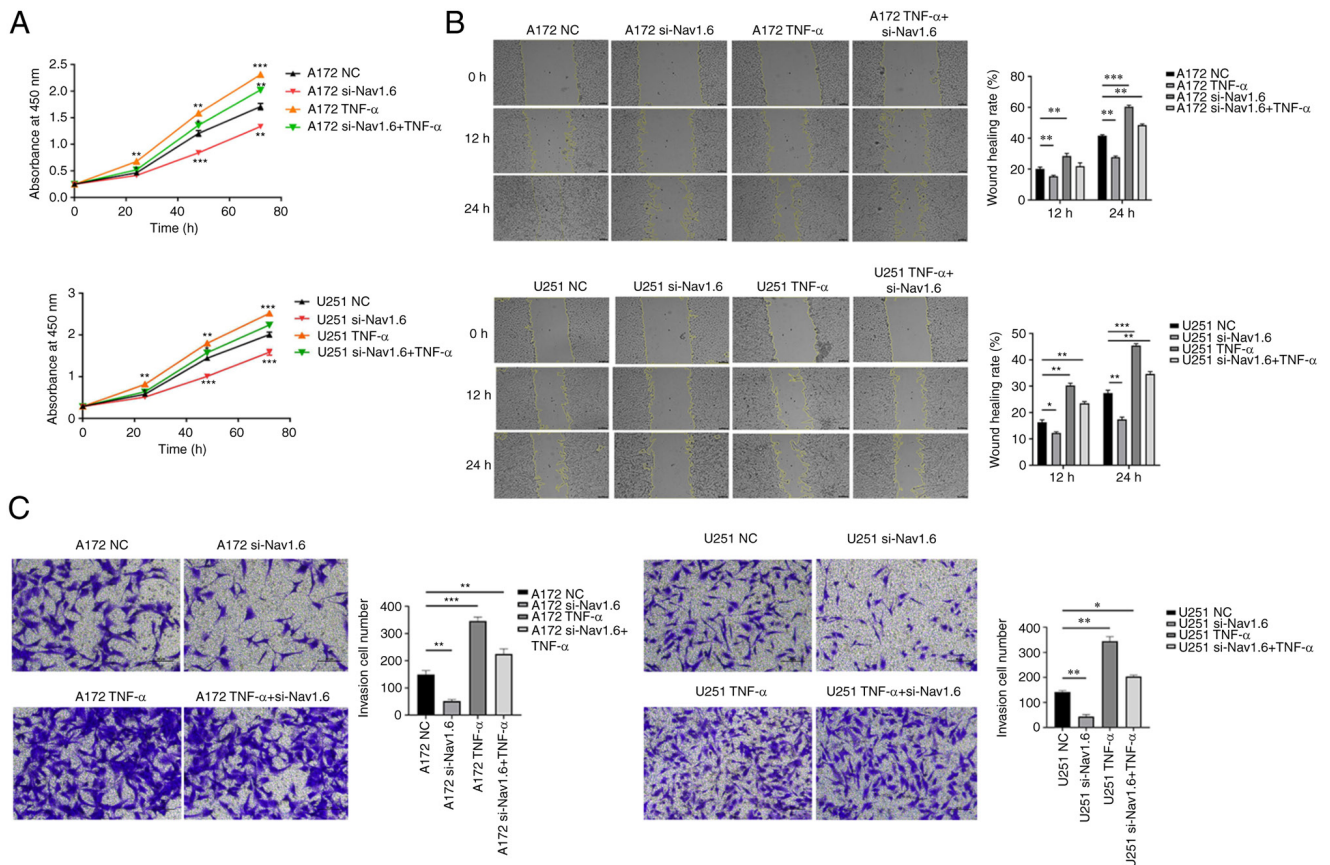 A
Absorbance at 450 nm
2.5
2.0
1.5
1.0
0.5
0.0
0
20
40
60
80
Time (h)
**
**
*
***
***
**
**
A172 NC
A172 si-Nav1.6
A172 TNF-α
A172 si-Nav1.6+TNF-α
Absorbance at 450 nm
3
2
1
0
0
20
40
60
80
Time (h)
**
**
*
***
***
***
U251 NC
U251 si-Nav1.6
U251 TNF-α
U251 si-Nav1.6+TNF-α
B
A172 NC
A172 si-Nav1.6
A172 TNF-α
A172 TNF-α+
si-Nav1.6
0 h
12 h
24 h
Wound healing rate (%)
80
60
40
20
0
**
**
***
**
**
12 h
24 h
A172 NC
A172 TNF-α
A172 si-Nav1.6
A172 si-Nav1.6+TNF-α
U251 NC
U251 si-Nav1.6
U251 TNF-α
U251 TNF-α+
si-Nav1.6
0 h
12 h
24 h
Wound healing rate (%)
50
40
30
20
10
0
**
**
*
***
**
**
12 h
24 h
U251 NC
U251 si-Nav1.6
U251 TNF-α
U251 si-Nav1.6+TNF-α
C
A172 NC
A172 si-Nav1.6
A172 TNF-α
A172 TNF-α+si-Nav1.6
Invasion cell number
400
300
200
100
0
**
***
**
A172 NC
A172 si-Nav1.6
A172 TNF-α
A172 si-Nav1.6+TNF-α
A172 NC
A172 si-Nav1.6
A172 TNF-α
A172 si-Nav1.6+
TNF-α
U251 NC
U251 si-Nav1.6
U251 TNF-α
U251 TNF-α+si-Nav1.6
Invasion cell number
400
300
200
100
0
*
**
**
U251 NC
U251 si-Nav1.6
U251 TNF-α
U251 si-Nav1.6+TNF-α
U251 NC
U251 si-Nav1.6
U251 TNF-α
U251 si-Nav1.6+TNF-α